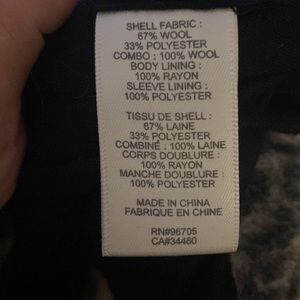 SHELL FABRIC :
67% WOOL
33% POLYESTER
COMBO : 100% WOOL
BODY LINING :
100% RAYON
SLEEVE LINING :
100% POLYESTER
TISSU DE SHELL :
67% LAINE
33% POLYESTER
COMBINÉ : 100% LAINE
CORPS DOUBLURE :
100% RAYON
MANCHE DOUBLURE :
100% POLYESTER
MADE IN CHINA
FABRIQUE EN CHINE
RN#96705
CA#34460